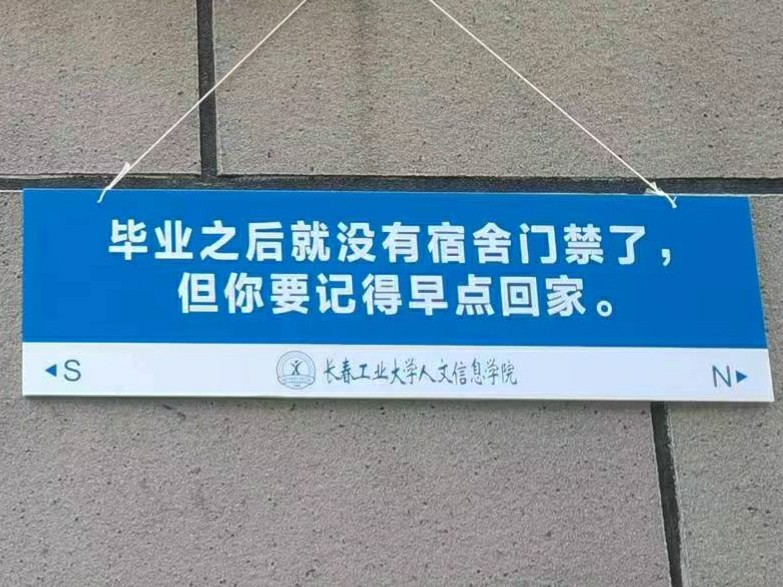 毕业之后就没有宿舍门禁了，
但你要记得早点回家。
◀S 长春工业大学人文信息学院 N▶